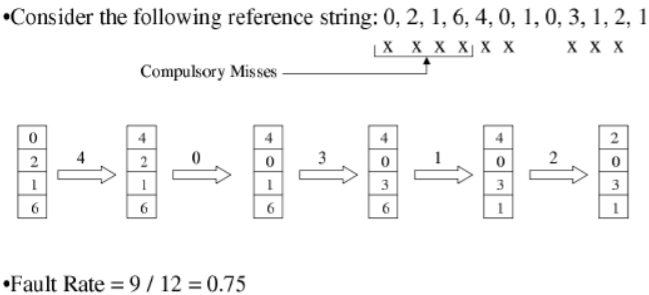 •Consider the following reference string: 0, 2, 1, 6, 4, 0, 1, 0, 3, 1, 2, 1
X X X X X X X X X
Compulsory Misses
4 0 3 1 2
0 4 4 4 4 2
2 2 0 0 0 0
1 1 1 3 3 3
6 6 6 6 1 1
•Fault Rate = 9 / 12 = 0.75